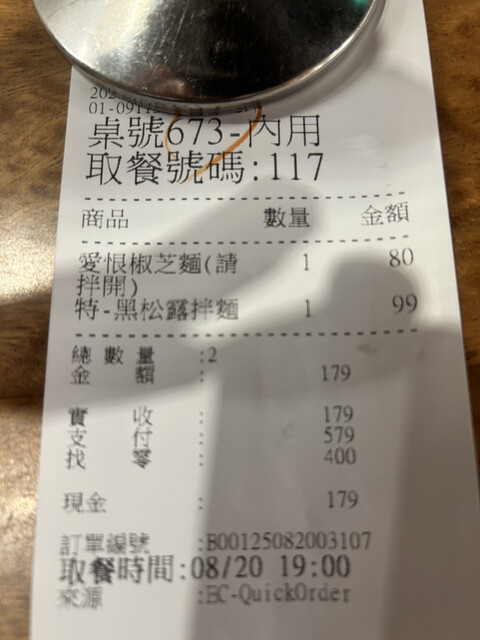 桌號673-內用
取餐號碼:117
商品 數量 金額
愛恨椒芝麵(請 1 80
拌開)
特-黑松露拌麵 1 99
總數量 :2
金額 : 179
實收 : 179
支付 : 579
找零 : 400
現金 : 179
訂單編號 :B00125082003107
取餐時間:08/20 19:00
來源 :EC-QuickOrder